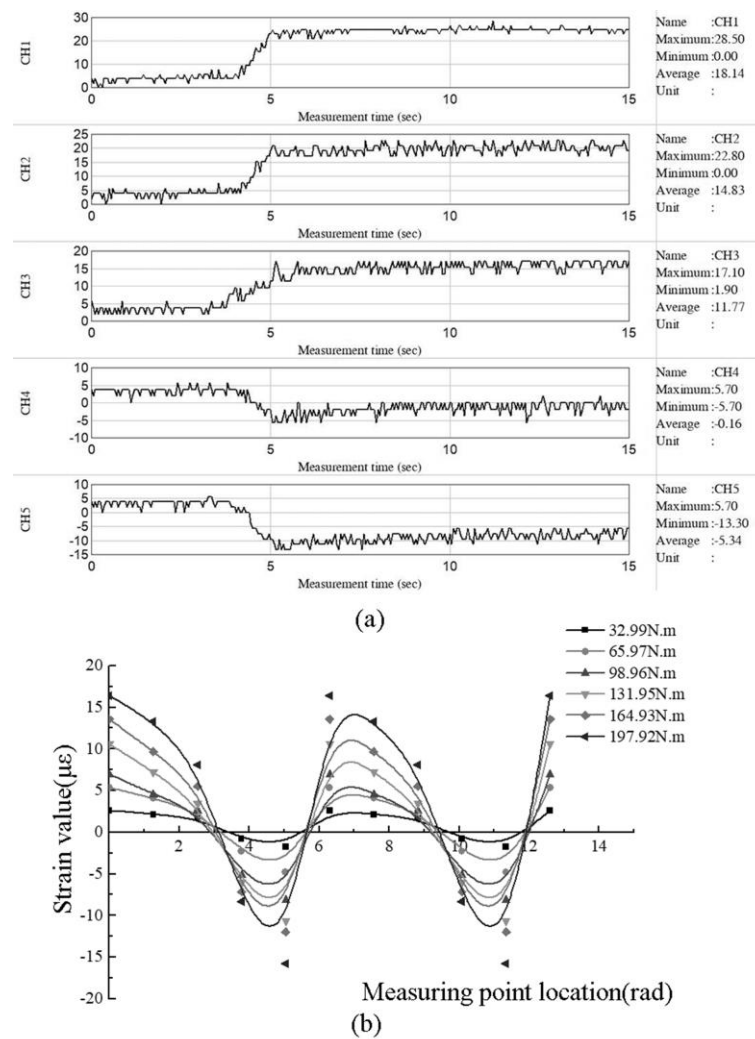 30
25
20
15
10
5
0
CH1
0 5 10 15
Measurement time (sec)
Name :CH1
Maximum:28.50
Minimum:0.00
Average :18.14
Unit :
25
20
15
10
5
0
CH2
0 5 10 15
Measurement time (sec)
Name :CH2
Maximum:22.80
Minimum:0.00
Average :14.83
Unit :
20
15
10
5
0
CH3
0 5 10 15
Measurement time (sec)
Name :CH3
Maximum:17.10
Minimum:1.90
Average :11.77
Unit :
10
5
0
-5
-10
CH4
0 5 10 15
Measurement time (sec)
Name :CH4
Maximum:5.70
Minimum:-5.70
Average :-0.16
Unit :
10
5
0
-5
-10
-15
CH5
0 5 10 15
Measurement time (sec)
Name :CH5
Maximum:5.70
Minimum:-13.30
Average :-5.34
Unit :
(a)
32.99N.m
65.97N.m
98.96N.m
131.95N.m
164.93N.m
197.92N.m
20
15
10
5
0
-5
-10
-15
-20
Strain value(με)
2 4 6 8 10 12 14
Measuring point location(rad)
(b)